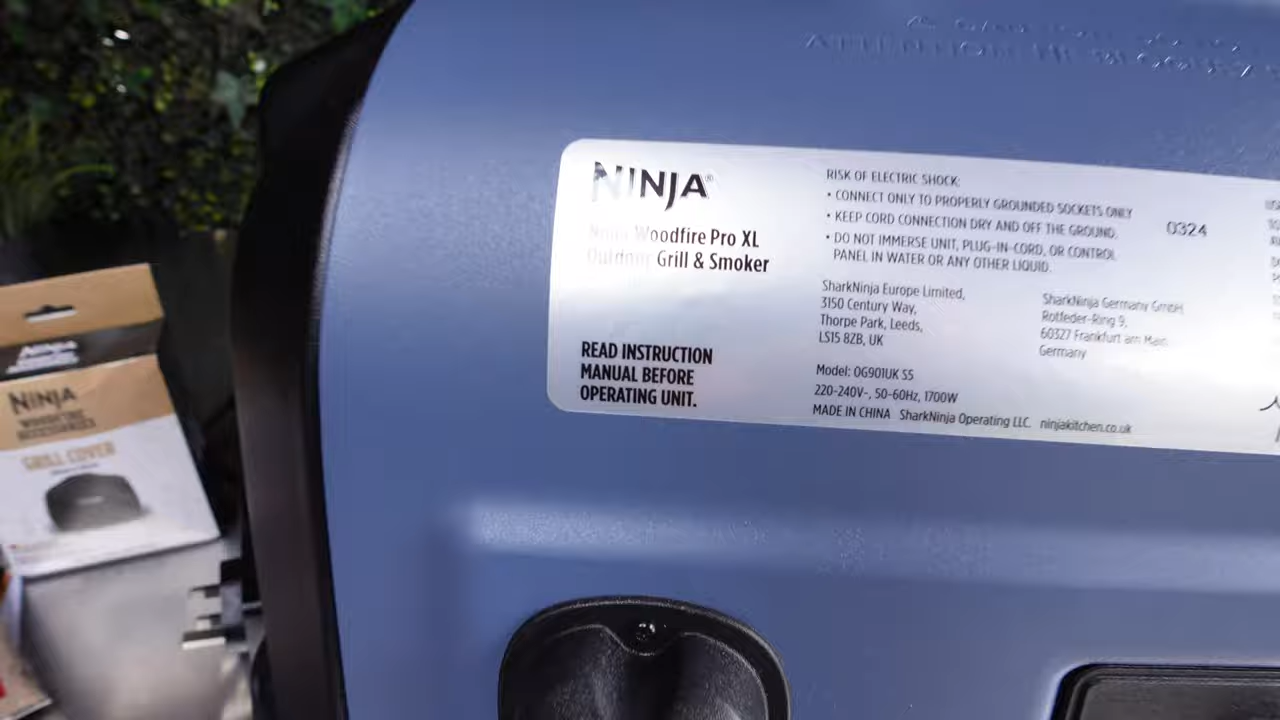 NINJA®
Ninja Woodfire Pro XL
Outdoor Grill & Smoker
READ INSTRUCTION
MANUAL BEFORE
OPERATING UNIT.
RISK OF ELECTRIC SHOCK:
• CONNECT ONLY TO PROPERLY GROUNDED SOCKETS ONLY
• KEEP CORD CONNECTION DRY AND OFF THE GROUND.
• DO NOT IMMERSE UNIT, PLUG-IN-CORD, OR CONTROL
PANEL IN WATER OR ANY OTHER LIQUID.
0324
SharkNinja Europe Limited,
3150 Century Way,
Thorpe Park, Leeds,
LS15 8ZB, UK
SharkNinja Germany GmbH
Rotfeder-Ring 9,
60327 Frankfurt am Main
Germany
Model: OG901UK S5
220-240V~, 50-60Hz, 1700W
MADE IN CHINA SharkNinja Operating LLC. ninjakitchen.co.uk
NINJA
NINJA
WOODFIRE
ACCESSORIES
GRILL COVER